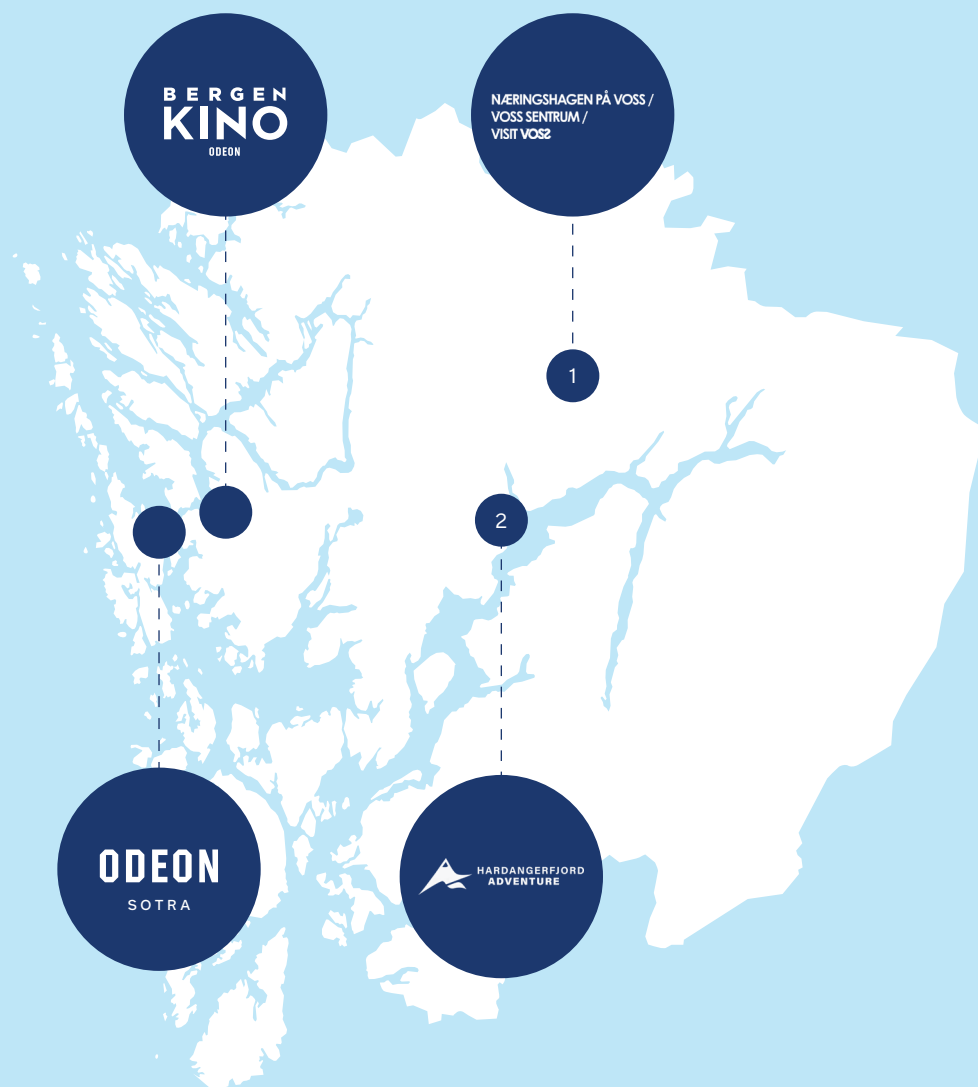 BERGEN
KINO
ODEON
NÆRINGSHAGEN PÅ VOSS /
VOSS SENTRUM /
VISIT VOSS
1
2
ODEON
SOTRA
HARDANGERFJORD
ADVENTURE